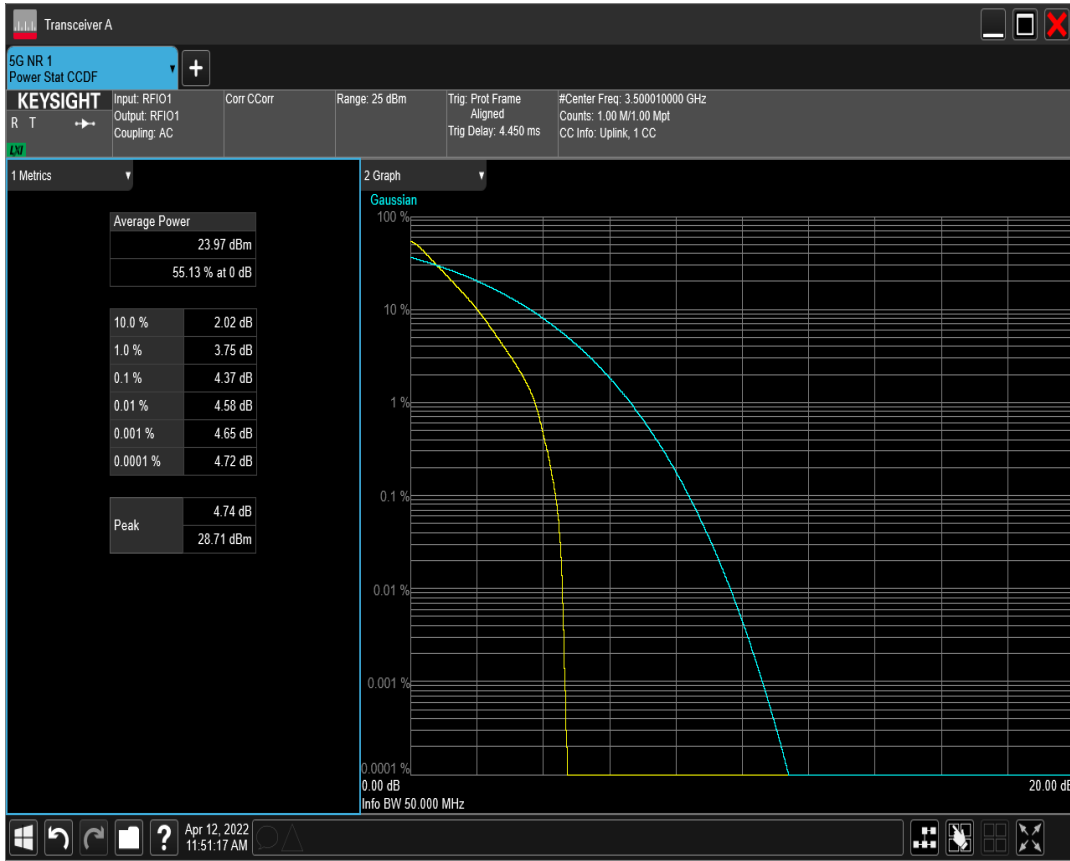 Transceiver A
5G NR 1
Power Stat CCDF
+
KEYSIGHT
R T
LXI
Input: RFIO1
Output: RFIO1
Coupling: AC
Corr CCorr
Range: 25 dBm
Trig: Prot Frame
Aligned
Trig Delay: 4.450 ms
#Center Freq: 3.500010000 GHz
Counts: 1.00 M/1.00 Mpt
CC Info: Uplink, 1 CC
1 Metrics
Average Power
23.97 dBm
55.13 % at 0 dB
10.0 % 2.02 dB
1.0 % 3.75 dB
0.1 % 4.37 dB
0.01 % 4.58 dB
0.001 % 4.65 dB
0.0001 % 4.72 dB
Peak
4.74 dB
28.71 dBm
2 Graph
Gaussian
100 %
10 %
1 %
0.1 %
0.01 %
0.001 %
0.0001 %
0.00 dB 20.00 dB
Info BW 50.000 MHz
?
Apr 12, 2022
11:51:17 AM